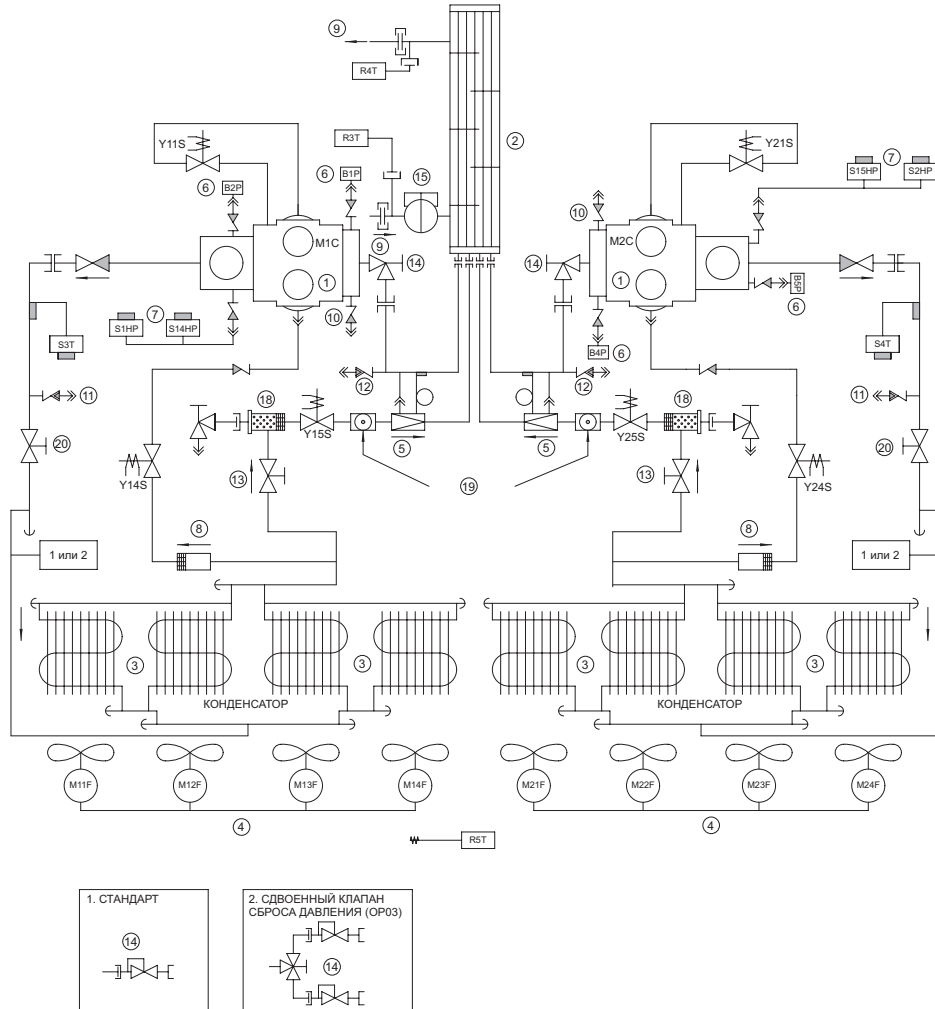 9
R4T
R3T
2
Y11S
Y21S
7
S15HP
S2HP
6
B2P
6
B1P
15
10
M1C
9
14
14
M2C
1
1
B5P
6
7
10
S1HP
S14HP
B4P
6
S3T
S4T
12
12
11
11
18
18
Y15S
Y25S
20
20
5
5
13
19
13
Y14S
Y24S
8
8
1 или 2
1 или 2
3
3
3
3
КОНДЕНСАТОР
КОНДЕНСАТОР
M11F
M12F
M13F
M14F
M21F
M22F
M23F
M24F
4
4
R5T
1. СТАНДАРТ
14
2. СДВОЕННЫЙ КЛАПАН
СБРОСА ДАВЛЕНИЯ (OP03)
14